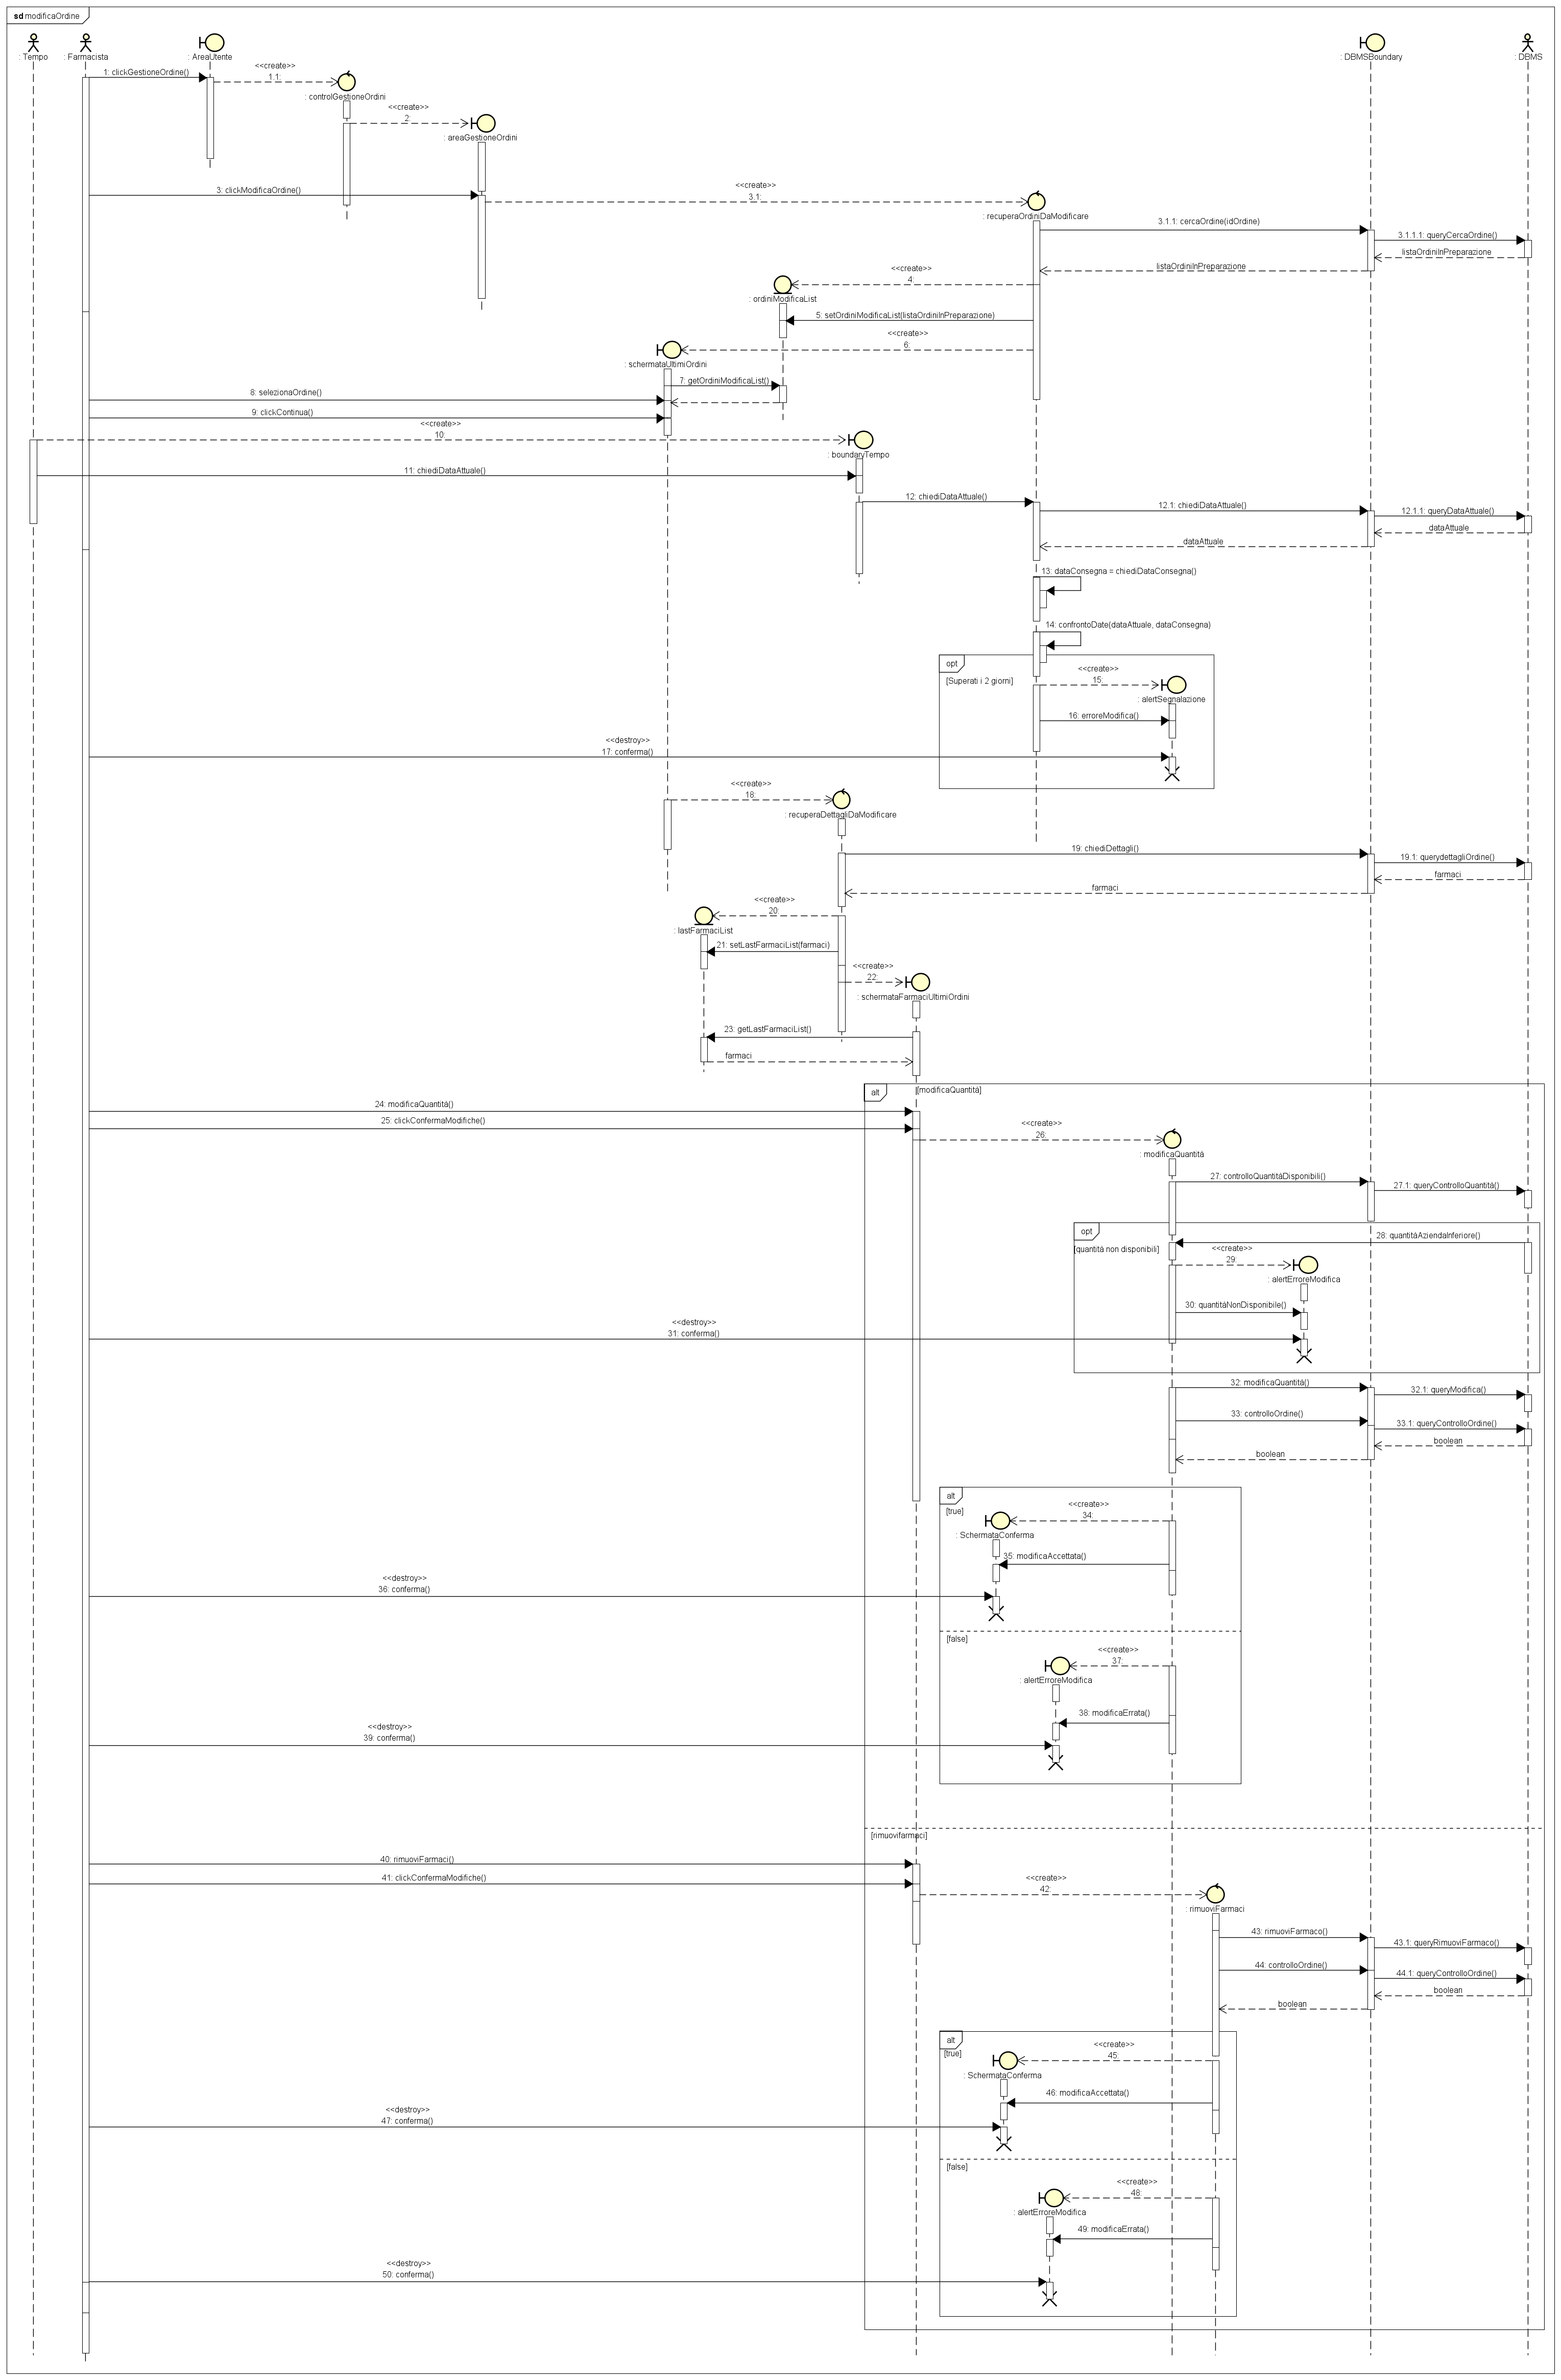 sd modificaOrdine
: Tempo
: Farmacista
: AreaUtente
: DBMSBoundary
: DBMS
1: clickGestioneOrdine()
<<create>>
1.1:
: controlGestioneOrdini
<<create>>
2:
: areaGestioneOrdini
3: clickModificaOrdine()
<<create>>
3.1:
: recuperaOrdiniDaModificare
3.1.1: cercaOrdine(idOrdine)
3.1.1.1: queryCercaOrdine()
listaOrdiniInPreparazione
listaOrdiniInPreparazione
<<create>>
4:
: ordiniModificaList
5: setOrdiniModificaList(listaOrdiniInPreparazione)
<<create>>
6:
: schermataUltimiOrdini
7: getOrdiniModificaList()
8: selezionaOrdine()
9: clickContinua()
<<create>>
10:
: boundaryTempo
11: chiediDataAttuale()
12: chiediDataAttuale()
12.1: chiediDataAttuale()
12.1.1: queryDataAttuale()
dataAttuale
dataAttuale
13: dataConsegna = chiediDataConsegna()
14: confrontoDate(dataAttuale, dataConsegna)
opt
[Superati i 2 giorni]
<<create>>
15:
: alertSegnalazione
16: erroreModifica()
<<destroy>>
17: conferma()
<<create>>
18:
: recuperaDettagliDaModificare
19: chiediDettagli()
19.1: querydettagliOrdine()
farmaci
farmaci
<<create>>
20:
: lastFarmaciList
21: setLastFarmaciList(farmaci)
<<create>>
22:
: schermataFarmaciUltimiOrdini
23: getLastFarmaciList()
farmaci
alt
[modificaQuantità]
24: modificaQuantità()
25: clickConfermaModifiche()
<<create>>
26:
: modificaQuantità
27: controlloQuantitàDisponibili()
27.1: queryControlloQuantità()
opt
[quantità non disponibili]
28: quantitàAziendaInferiore()
<<create>>
29:
: alertErroreModifica
30: quantitàNonDisponibile()
<<destroy>>
31: conferma()
32: modificaQuantità()
32.1: queryModifica()
33: controlloOrdine()
33.1: queryControlloOrdine()
boolean
boolean
alt
[true]
<<create>>
34:
: SchermataConferma
35: modificaAccettata()
<<destroy>>
36: conferma()
[false]
<<create>>
37:
: alertErroreModifica
38: modificaErrata()
<<destroy>>
39: conferma()
[rimuovifarmaci]
40: rimuoviFarmaci()
41: clickConfermaModifiche()
<<create>>
42:
: rimuoviFarmaci
43: rimuoviFarmaco()
43.1: queryRimuoviFarmaco()
44: controlloOrdine()
44.1: queryControlloOrdine()
boolean
boolean
alt
[true]
<<create>>
45:
: SchermataConferma
46: modificaAccettata()
<<destroy>>
47: conferma()
[false]
<<create>>
48:
: alertErroreModifica
49: modificaErrata()
<<destroy>>
50: conferma()